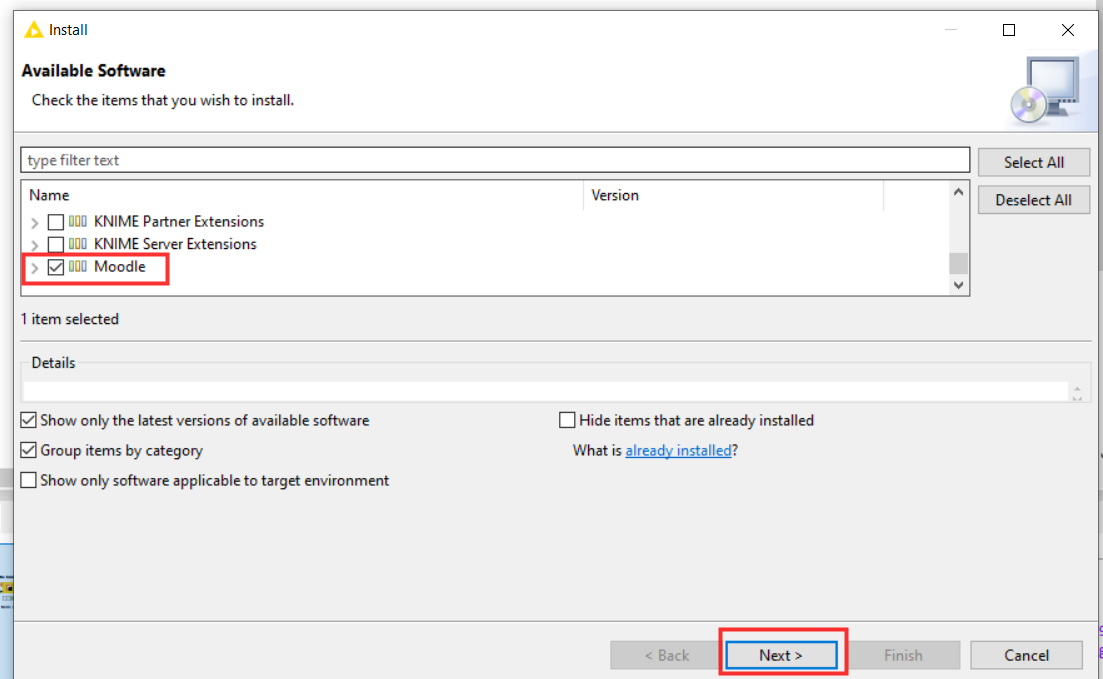 Install
Available Software
Check the items that you wish to install.
type filter text
Select All
Deselect All
Name Version
KNIME Partner Extensions
KNIME Server Extensions
Moodle
1 item selected
Details
Show only the latest versions of available software
Hide items that are already installed
Group items by category
What is already installed?
Show only software applicable to target environment
< Back
Next >
Finish
Cancel